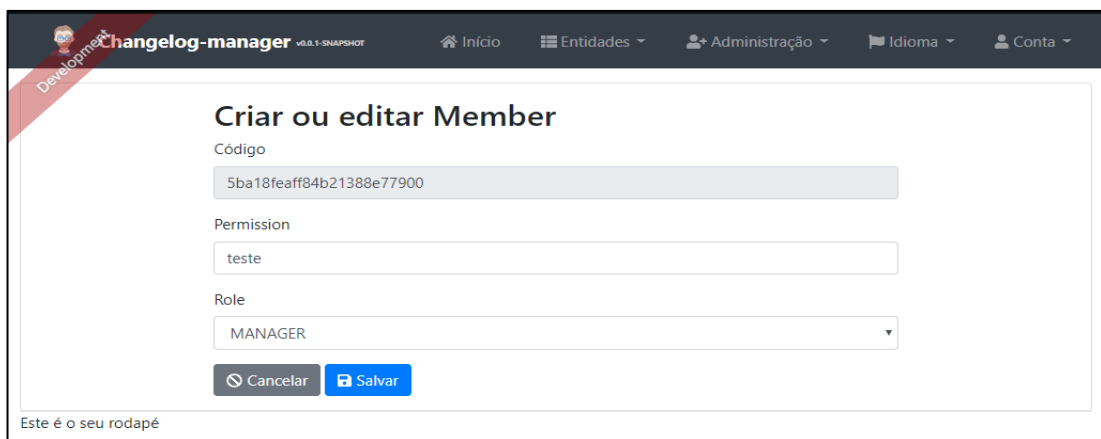 Development
Changelog-manager v0.0.1-SNAPSHOT Início Entidades Administração Idioma Conta
Criar ou editar Member
Código
5ba18feaff84b21388e77900
Permission
teste
Role
MANAGER
Cancelar Salvar
Este é o seu rodapé